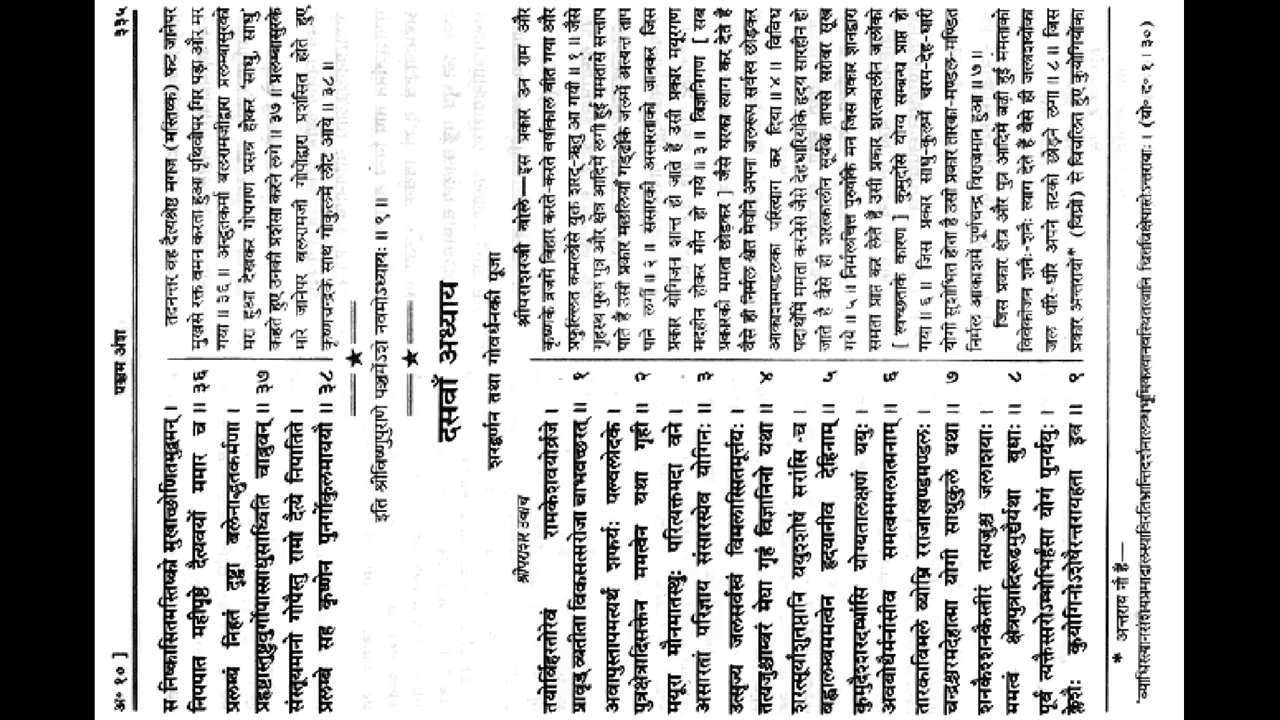 अ॰ १०]
पञ्चम अंश
३३५
स निष्कासितमस्तिष्को मुखाच्छोणितमुद्वमन् ।
निपपात महीपृष्ठे दैत्यवर्यो ममार च ॥ ३६
प्रलम्बं निहतं दृष्ट्वा बलेनाद्भुतकर्मणा ।
प्रहृष्टास्तुष्टुवुर्गोपास्साधुसाध्विति चाब्रुवन् ॥ ३७
संस्तूयमानो गोपैस्तु रामो दैत्ये निपातिते ।
प्रलम्बे सह कृष्णेन पुनर्गोकुलमाययौ ॥ ३८
तदनन्तर वह दैत्यश्रेष्ठ मगज (मस्तिष्क) फट जानेपर
मुखसे रक्त वमन करता हुआ पृथिवीपर गिर पड़ा और मर
गया ॥ ३६ ॥ अद्भुतकर्मा बलरामजीद्वारा प्रलम्बासुरको
मरा हुआ देखकर गोपगण प्रसन्न होकर 'साधु, साधु'
कहते हुए उनकी प्रशंसा करने लगे ॥ ३७ ॥ प्रलम्बासुरके
मारे जानेपर बलरामजी गोपोंद्वारा प्रशंसित होते हुए
कृष्णचन्द्रके साथ गोकुलमें लौट आये ॥ ३८ ॥
इति श्रीविष्णुपुराणे पञ्चमेंऽशे नवमोऽध्यायः ॥ ९ ॥
दसवाँ अध्याय
शरद्वर्णन तथा गोवर्धनकी पूजा
श्रीपराशर उवाच
तयोर्विहरतोरेवं रामकेशवयोर्व्रजे ।
प्रावृड् व्यतीता विकसत्सरोजा चाभवच्छरत् ॥ १
अवापुस्तापमत्यर्थं शफर्यः पल्वलोदके ।
पुत्रक्षेत्रादिसक्तेन ममत्वेन यथा गृही ॥ २
मयूरा मौनमातस्थुः परित्यक्तमदा वने ।
असारतां परिज्ञाय संसारस्येव योगिनः ॥ ३
उत्सृज्य जलसर्वस्वं विमलास्सितमूर्त्तयः ।
तत्यजुश्चाम्बरं मेघा गृहं विज्ञानिनो यथा ॥ ४
शरत्सूर्यांशुतप्तानि ययुश्शोषं सरांसि च ।
बह्वालम्बममत्वेन हृदयानीव देहिनाम् ॥ ५
कुमुदैश्शरदम्भांसि योग्यतालक्षणं ययुः ।
अवबोधैर्मनांसीव समत्वममलात्मनाम् ॥ ६
तारकाविमले व्योम्नि रराजाखण्डमण्डलः ।
चन्द्रश्चरमदेहात्मा योगी साधुकुले यथा ॥ ७
शनकैश्शनकैस्तीरं तत्यजुश्च जलाशयाः ।
ममत्वं क्षेत्रपुत्रादिरूढमुच्चैर्यथा बुधाः ॥ ८
पूर्वं त्यक्तैस्सरोऽम्भोभिर्हंसा योगं पुनर्ययुः ।
क्लेशैः कुयोगिनोऽशेषैरन्तरायहता इव ॥ ९
श्रीपराशरजी बोले—इस प्रकार उन राम और
कृष्णके व्रजमें विहार करते-करते वर्षाकाल बीत गया और
प्रफुल्लित कमलोंसे युक्त शरद्-ऋतु आ गयी ॥ १ ॥ जैसे
गृहस्थ पुरुष पुत्र और क्षेत्र आदिमें लगी हुई ममतासे सन्ताप
पाते हैं उसी प्रकार मछलियाँ गड्ढोंके जलमें अत्यन्त ताप
पाने लगीं ॥ २ ॥ संसारकी असारताको जानकर जिस
प्रकार योगिजन शान्त हो जाते हैं उसी प्रकार मयूरगण
मदहीन होकर मौन हो गये ॥ ३ ॥ विज्ञानिगण [ सब
प्रकारकी ममता छोड़कर ] जैसे घरका त्याग कर देते हैं
वैसे ही निर्मल श्वेत मेघोंने अपना जलरूप सर्वस्व छोड़कर
आकाशमण्डलका परित्याग कर दिया ॥ ४ ॥ विविध
पदार्थोंमें ममता करनेसे जैसे देहधारियोंके हृदय सारहीन हो
जाते हैं वैसे ही शरत्कालीन सूर्यके तापसे सरोवर सूख
गये ॥ ५ ॥ निर्मलचित्त पुरुषोंके मन जिस प्रकार ज्ञानद्वारा
समता प्राप्त कर लेते हैं उसी प्रकार शरत्कालीन जलोंको
[ स्वच्छताके कारण ] कुमुदोंसे योग्य सम्बन्ध प्राप्त हो
गया ॥ ६ ॥ जिस प्रकार साधु-कुलमें चरम-देह-धारी
योगी सुशोभित होता है उसी प्रकार तारका-मण्डल-मण्डित
निर्मल आकाशमें पूर्णचन्द्र विराजमान हुआ ॥ ७ ॥
जिस प्रकार क्षेत्र और पुत्र आदिमें बढ़ी हुई ममताको
विवेकीजन शनैः-शनैः त्याग देते हैं वैसे ही जलाशयोंका
जल धीरे-धीरे अपने तटको छोड़ने लगा ॥ ८ ॥ जिस
प्रकार अन्तरायों* (विघ्नों) से विचलित हुए कुयोगियोंका
* अन्तराय नौ हैं—
'व्याधिस्त्यानसंशयप्रमादालस्याविरतिभ्रान्तिदर्शनालब्धभूमिकत्वानवस्थितत्वानि चित्तविक्षेपास्तेऽन्तरायाः । (यो॰ द॰ १ । ३०)